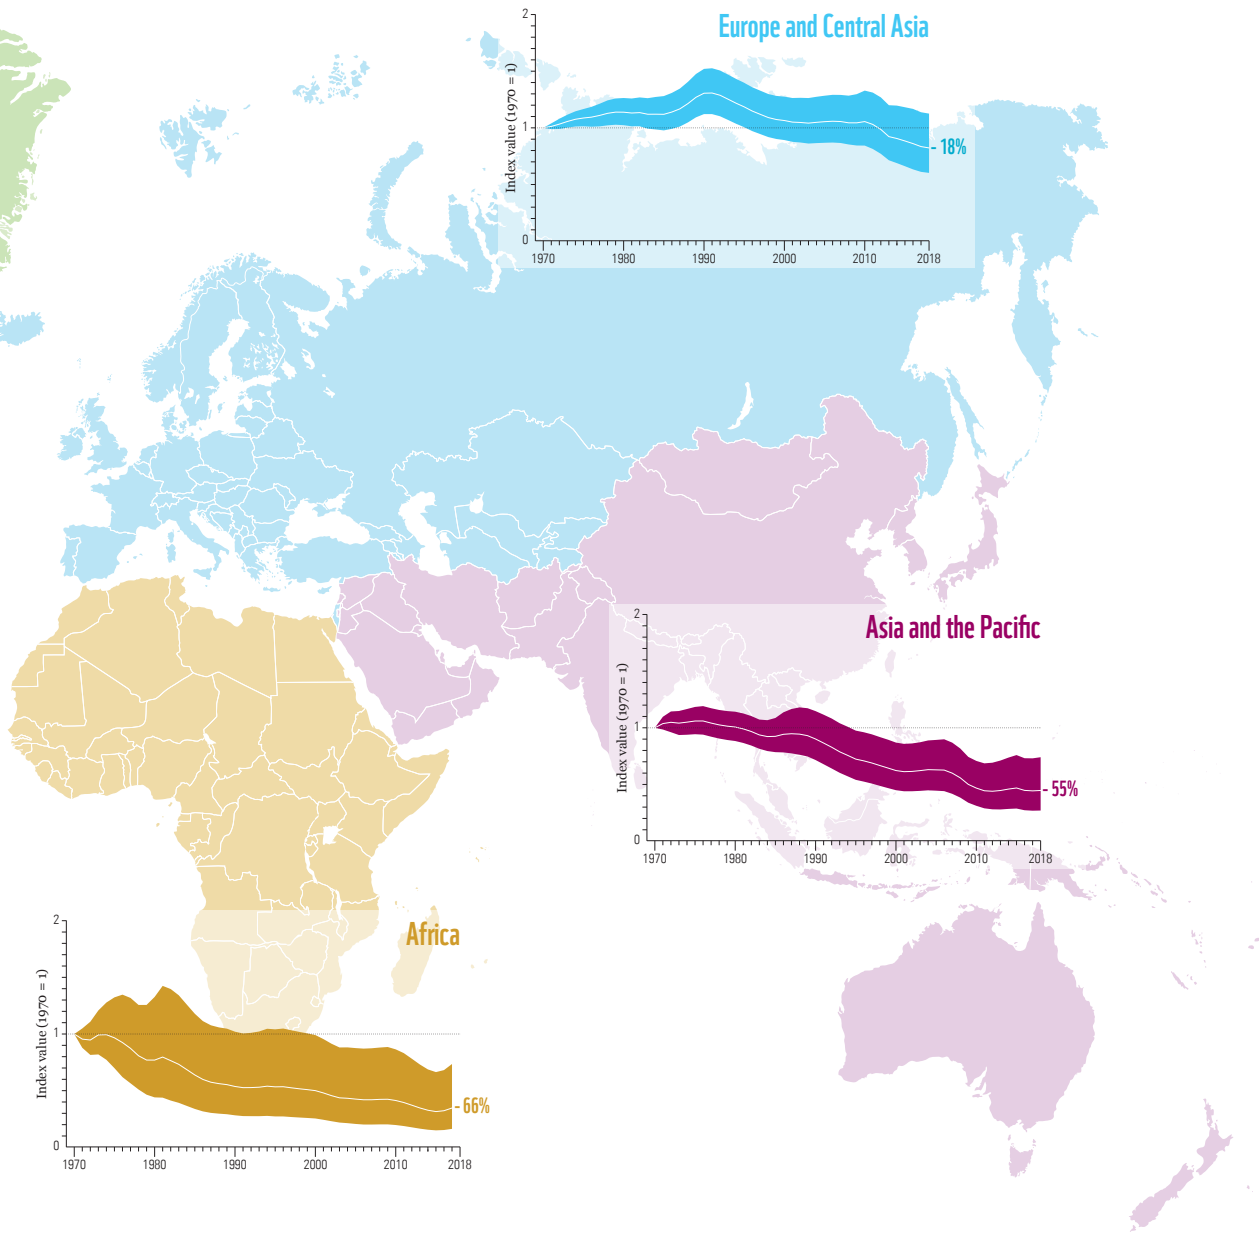 Europe and Central Asia
2
1
0
Index value (1970 = 1)
- 18%
1970 1980 1990 2000 2010 2018
Asia and the Pacific
2
1
0
Index value (1970 = 1)
- 55%
1970 1980 1990 2000 2010 2018
Africa
2
1
0
Index value (1970 = 1)
- 66%
1970 1980 1990 2000 2010 2018